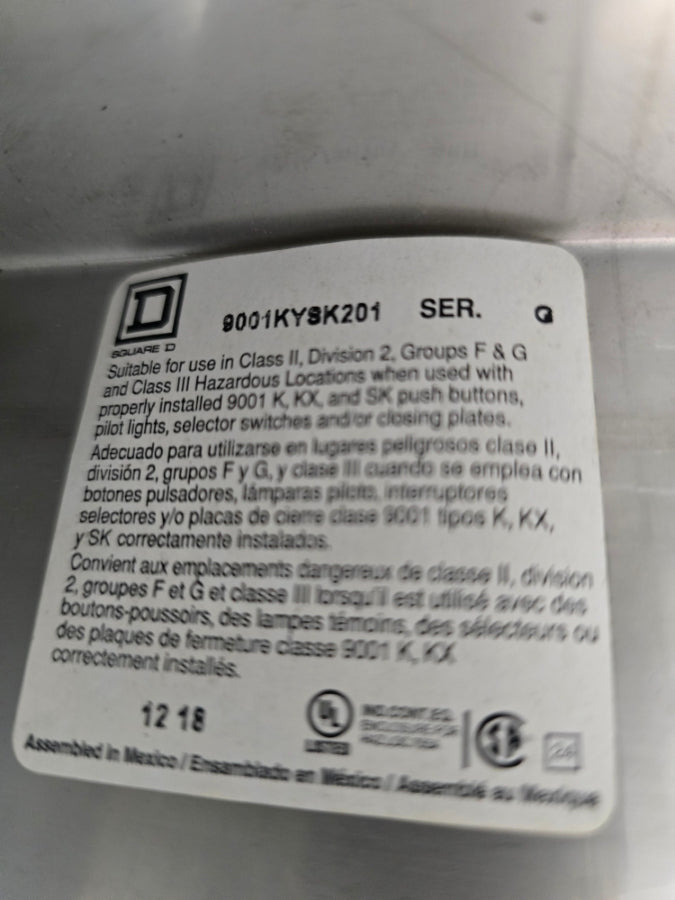 D
SQUARE D
9001KYSK201 SER. G
Suitable for use in Class II, Division 2, Groups F & G
and Class III Hazardous Locations when used with
properly installed 9001 K, KX, and SK push buttons,
pilot lights, selector switches and/or closing plates.
Adecuado para utilizarse en lugares peligrosos clase II,
división 2, grupos F y G, y clase III cuando se emplea con
botones pulsadores, lámparas piloto, interruptores
selectores y/o placas de cierre clase 9001 tipos K, KX,
y SK correctamente instalados.
Convient aux emplacements dangereux de classe II, division
2, groupes F et G et classe III lorsqu'il est utilisé avec des
boutons-poussoirs, des lampes témoins, des sélecteurs ou
des plaques de fermeture classe 9001 K, KX
correctement installés.
12 18
UL
LISTED
IND.CONT.EQ.
ENCLOSURE FOR
Assembled in Mexico / Ensamblado en México / Assemblé au Mexique